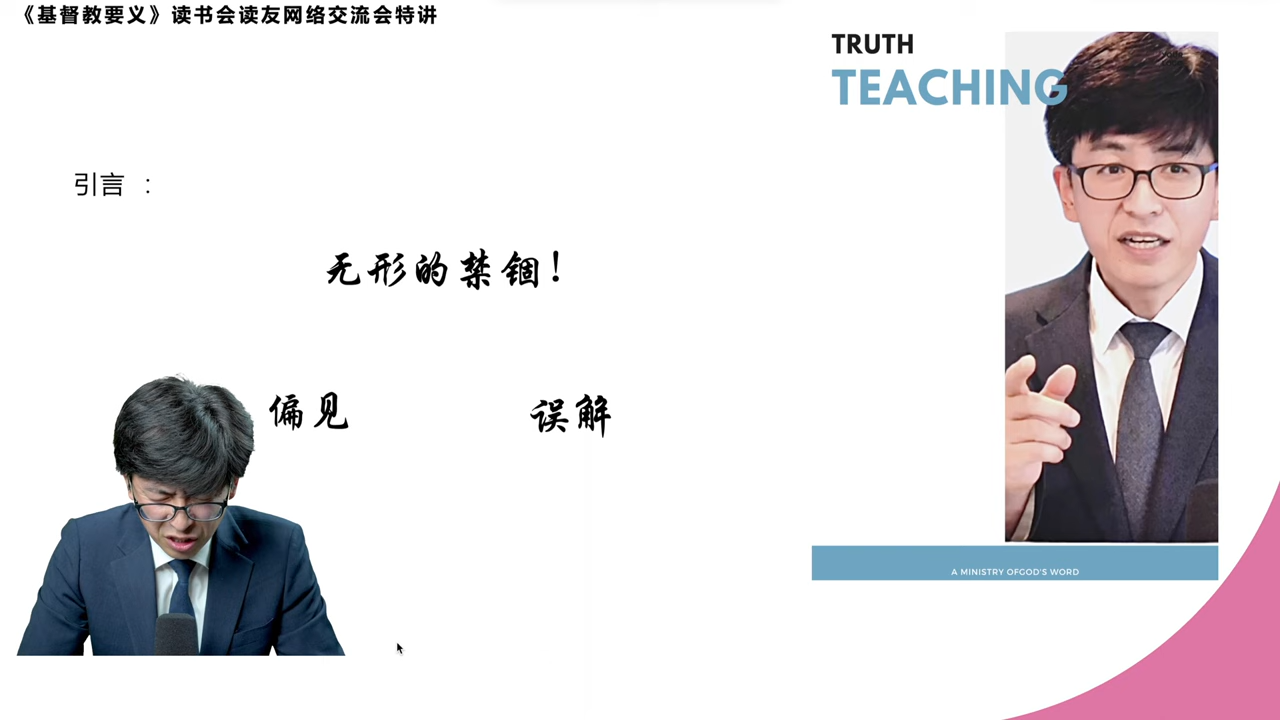 《基督教要义》读书会读友网络交流会特讲
TRUTH
TEACHING
引言 ：
无形的禁锢！
偏见
误解
A MINISTRY OFGOD'S WORD